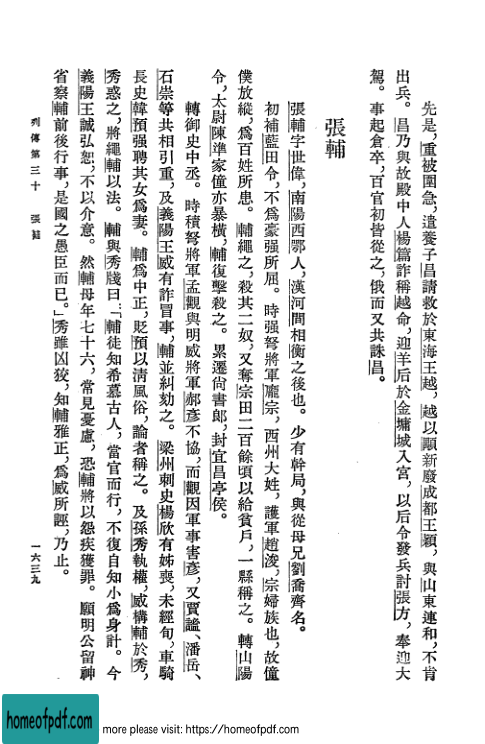 先是，重被圍急，遣養子昌請救於東海王越，越以顒新廢成都王穎，與山東連和，不肯
出兵。昌乃與故殿中人楊篇詐稱越命，迎羊后於金墉城入宮，以后令發兵討張方，奉迎大
駕。事起倉卒，百官初皆從之，俄而又共誅昌。
張輔
張輔字世偉，南陽西鄂人，漢河間相衡之後也。少有幹局，與從母兄劉喬齊名。
初補藍田令，不爲豪强所屈。時强弩將軍龐宗，西州大姓，護軍趙浚，宗婦族也，故僮
僕放縱，爲百姓所患。輔繩之，殺其二奴，又奪宗田二百餘頃以給貧戶，一縣稱之。轉山陽
令，太尉陳準家僮亦暴橫，輔復擊殺之。累遷尙書郎，封宜昌亭侯。
轉御史中丞。時積弩將軍孟觀與明威將軍郝彥不協，而觀因軍事害彥，又賈謐、潘岳、
石崇等共相引重，及義陽王威有詐冒事，輔並糾劾之。梁州刺史楊欣有姊喪，未經旬，車騎
長史韓預强聘其女爲妻。輔爲中正，貶預以清風俗，論者稱之。及孫秀執權，威構輔於秀，
秀惑之，將繩輔以法。輔與秀牋曰：「輔徒知希慕古人，當官而行，不復自知小爲身計。今
義陽王誠弘恕，不以介意。然輔母年七十六，常見憂慮，恐輔將以怨疾獲罪。願明公留神
省察輔前後行事，是國之愚臣而已。」秀雖凶狡，知輔雅正，爲威所誣，乃止。
列傳第三十　張輔
一六三九
homeofpdf.com
more please visit: https://homeofpdf.com